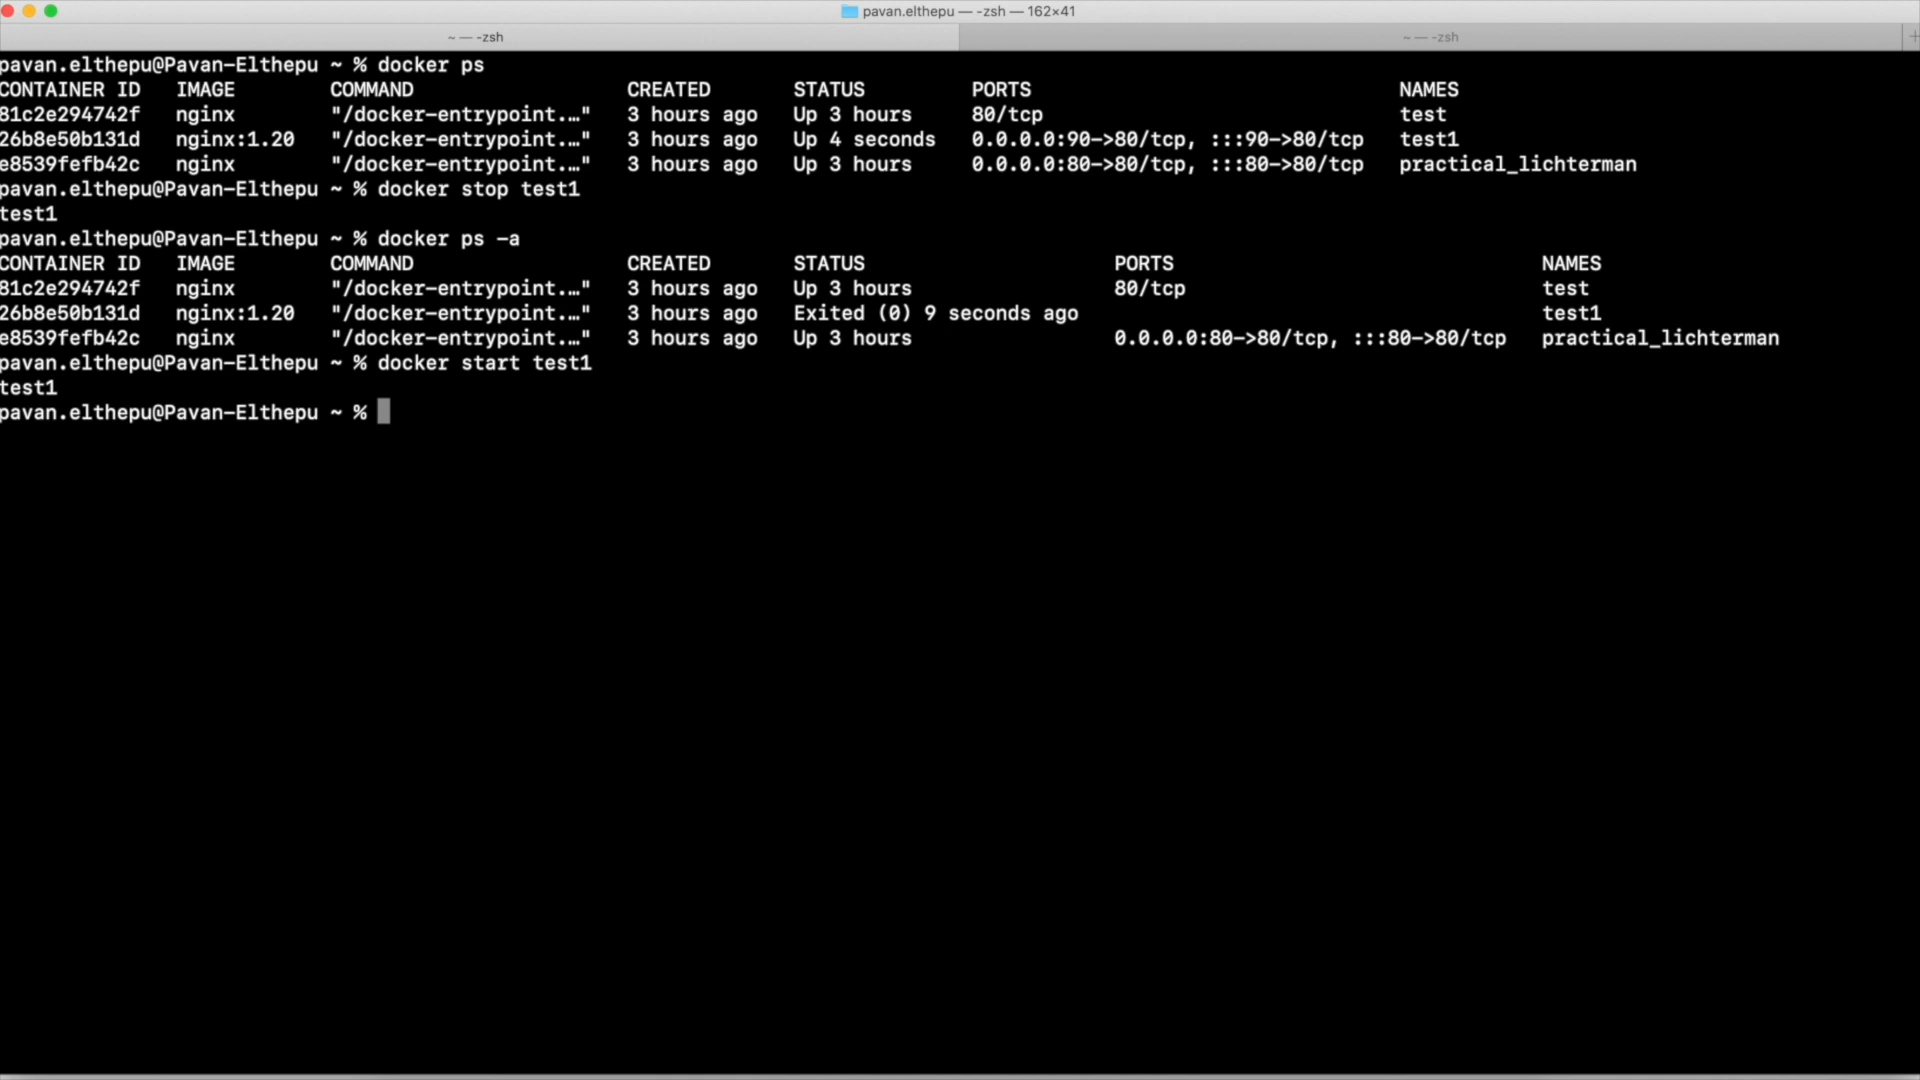 pavan.elthepu — -zsh — 162×41
~ — -zsh
~ — -zsh
+
pavan.elthepu@Pavan-Elthepu ~ % docker ps
CONTAINER ID   IMAGE        COMMAND                  CREATED       STATUS         PORTS                               NAMES
81c2e294742f   nginx        "/docker-entrypoint.…"   3 hours ago   Up 3 hours     80/tcp                              test
26b8e50b131d   nginx:1.20   "/docker-entrypoint.…"   3 hours ago   Up 4 seconds   0.0.0.0:90->80/tcp, :::90->80/tcp   test1
e8539fefb42c   nginx        "/docker-entrypoint.…"   3 hours ago   Up 3 hours     0.0.0.0:80->80/tcp, :::80->80/tcp   practical_lichterman
pavan.elthepu@Pavan-Elthepu ~ % docker stop test1
test1
pavan.elthepu@Pavan-Elthepu ~ % docker ps -a
CONTAINER ID   IMAGE        COMMAND                  CREATED       STATUS                     PORTS                               NAMES
81c2e294742f   nginx        "/docker-entrypoint.…"   3 hours ago   Up 3 hours                 80/tcp                              test
26b8e50b131d   nginx:1.20   "/docker-entrypoint.…"   3 hours ago   Exited (0) 9 seconds ago                                       test1
e8539fefb42c   nginx        "/docker-entrypoint.…"   3 hours ago   Up 3 hours                 0.0.0.0:80->80/tcp, :::80->80/tcp   practical_lichterman
pavan.elthepu@Pavan-Elthepu ~ % docker start test1
test1
pavan.elthepu@Pavan-Elthepu ~ %